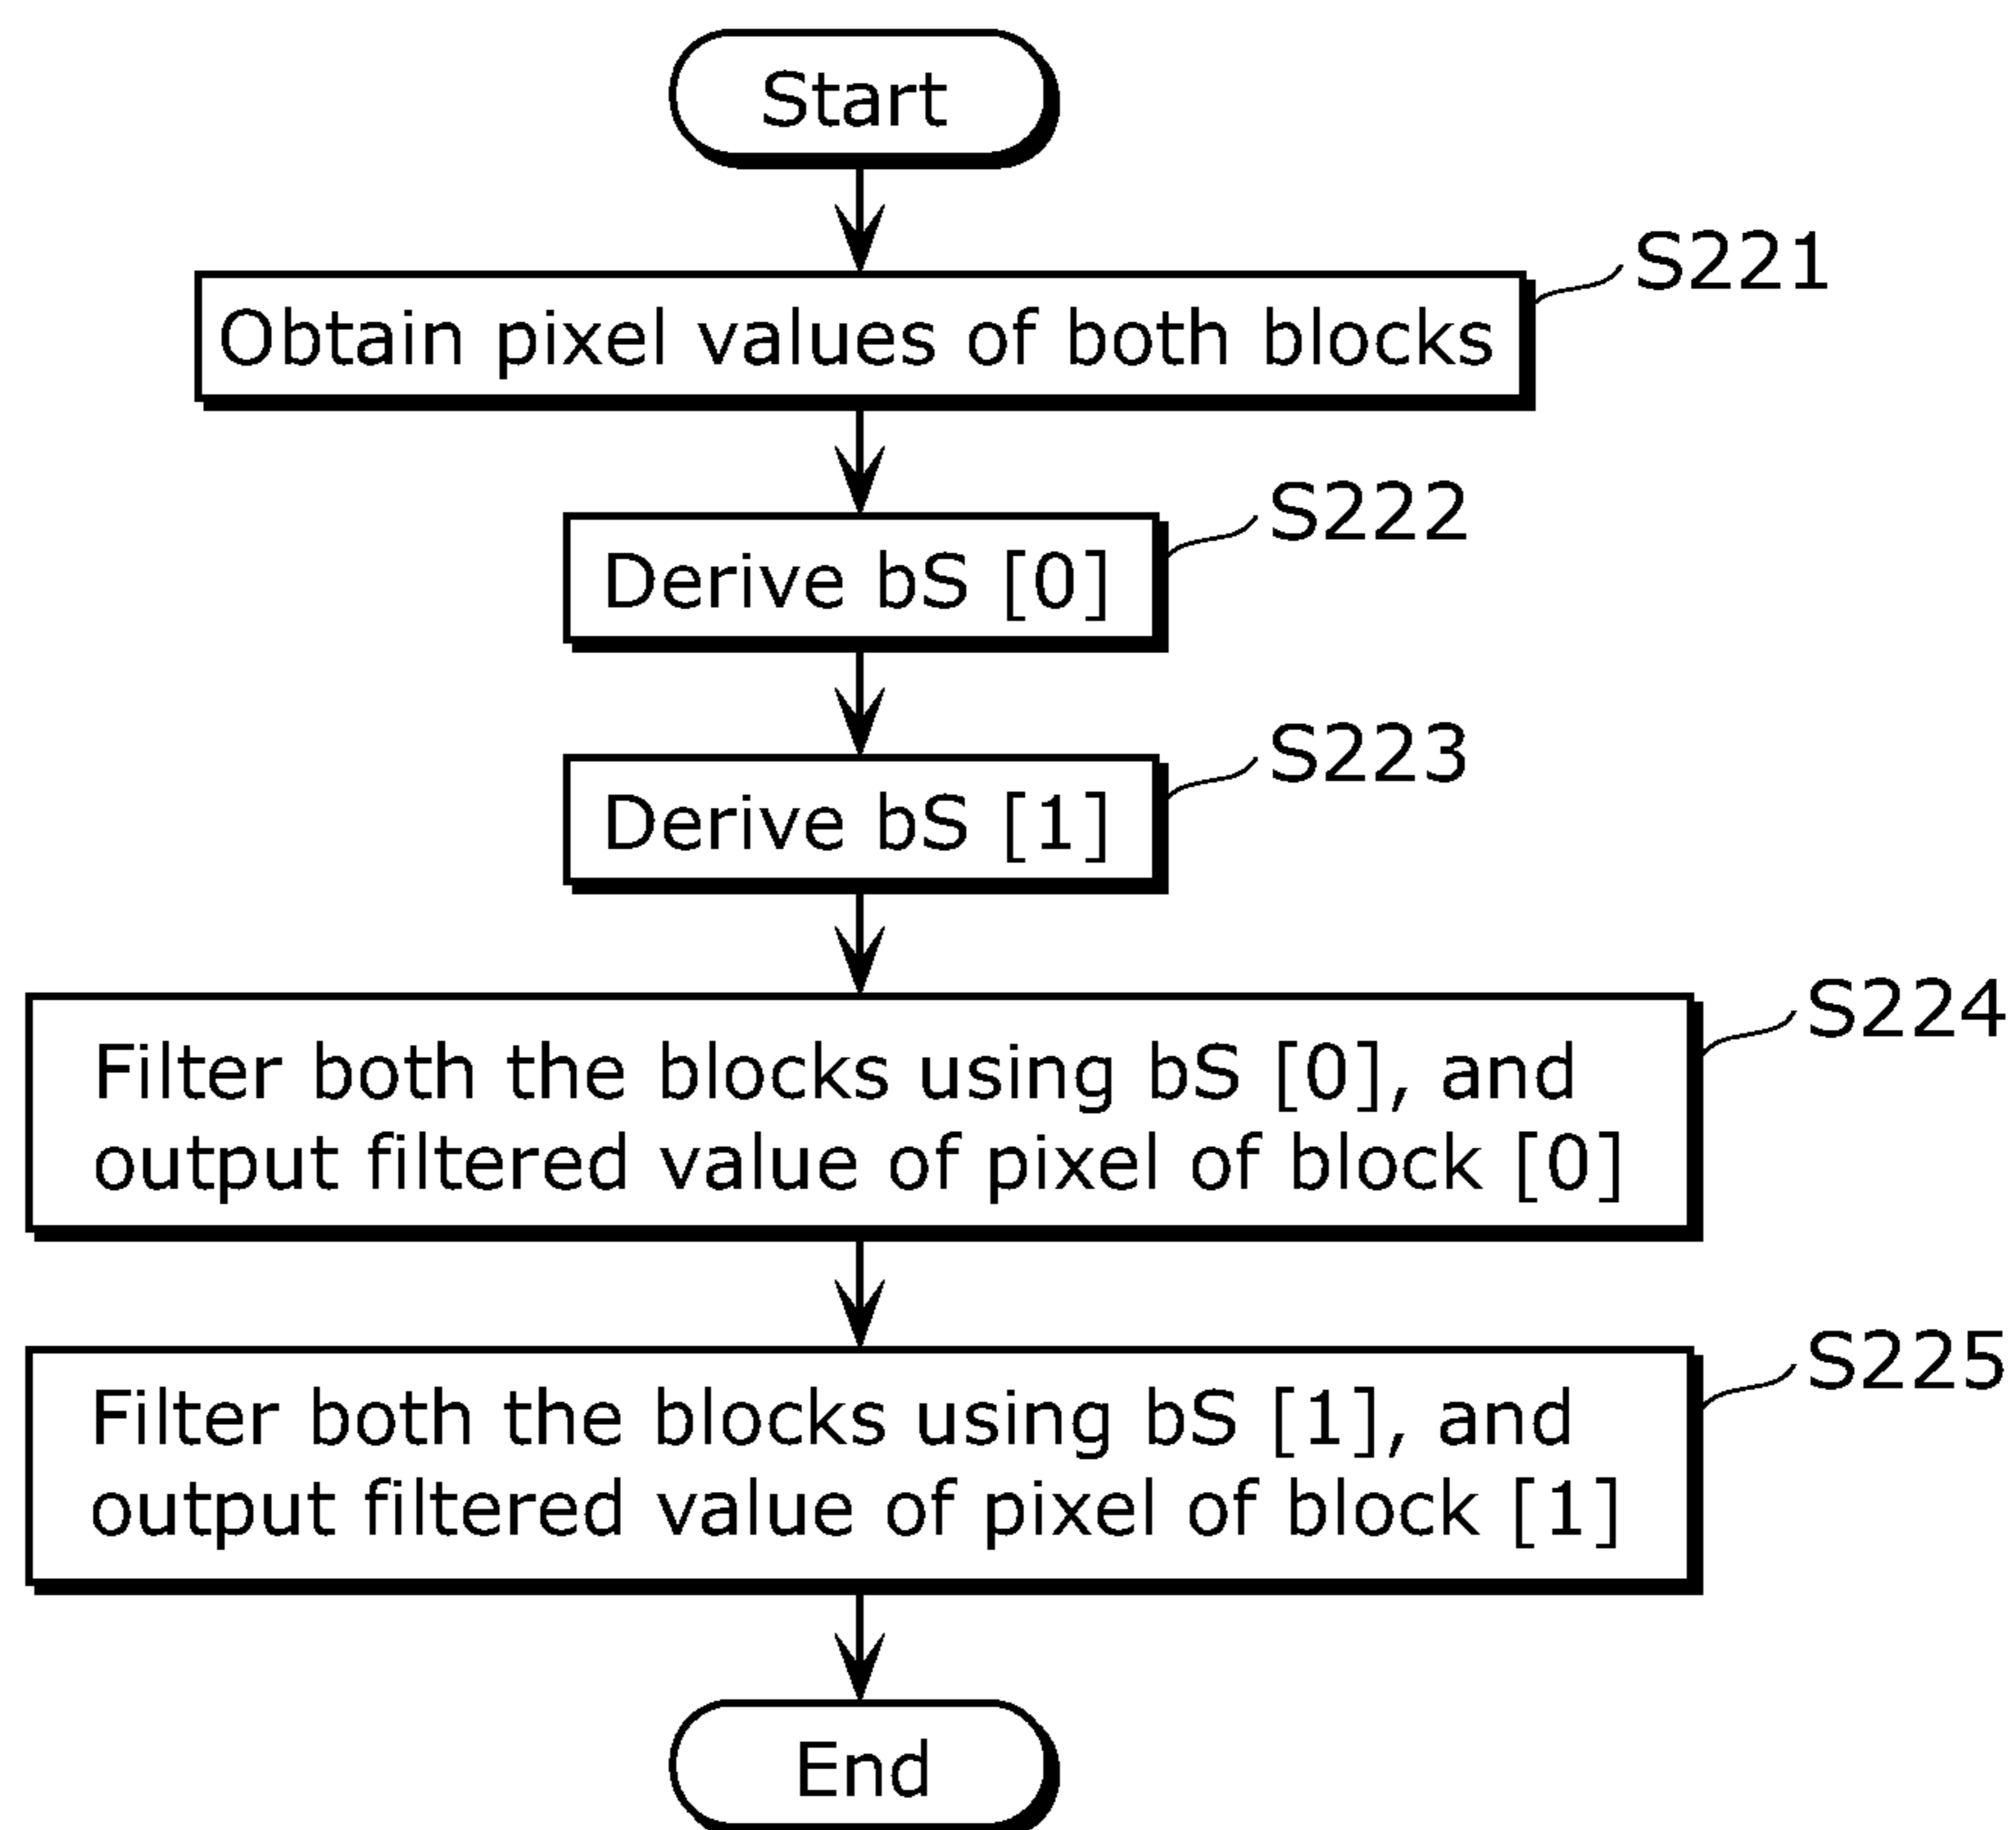 Start
S221
Obtain pixel values of both blocks
S222
Derive bS [0]
S223
Derive bS [1]
S224
Filter both the blocks using bS [0], and
output filtered value of pixel of block [0]
S225
Filter both the blocks using bS [1], and
output filtered value of pixel of block [1]
End